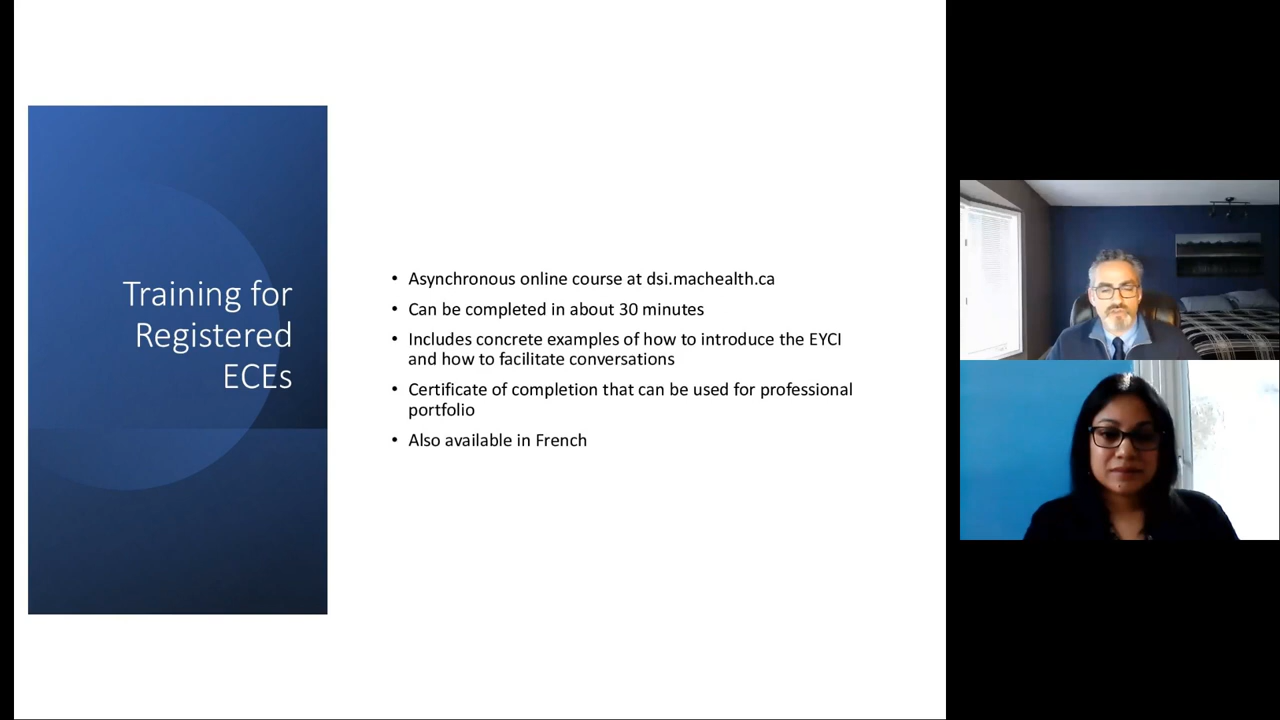 Training for
Registered
ECEs
• Asynchronous online course at dsi.machealth.ca
• Can be completed in about 30 minutes
• Includes concrete examples of how to introduce the EYCI
and how to facilitate conversations
• Certificate of completion that can be used for professional
portfolio
• Also available in French